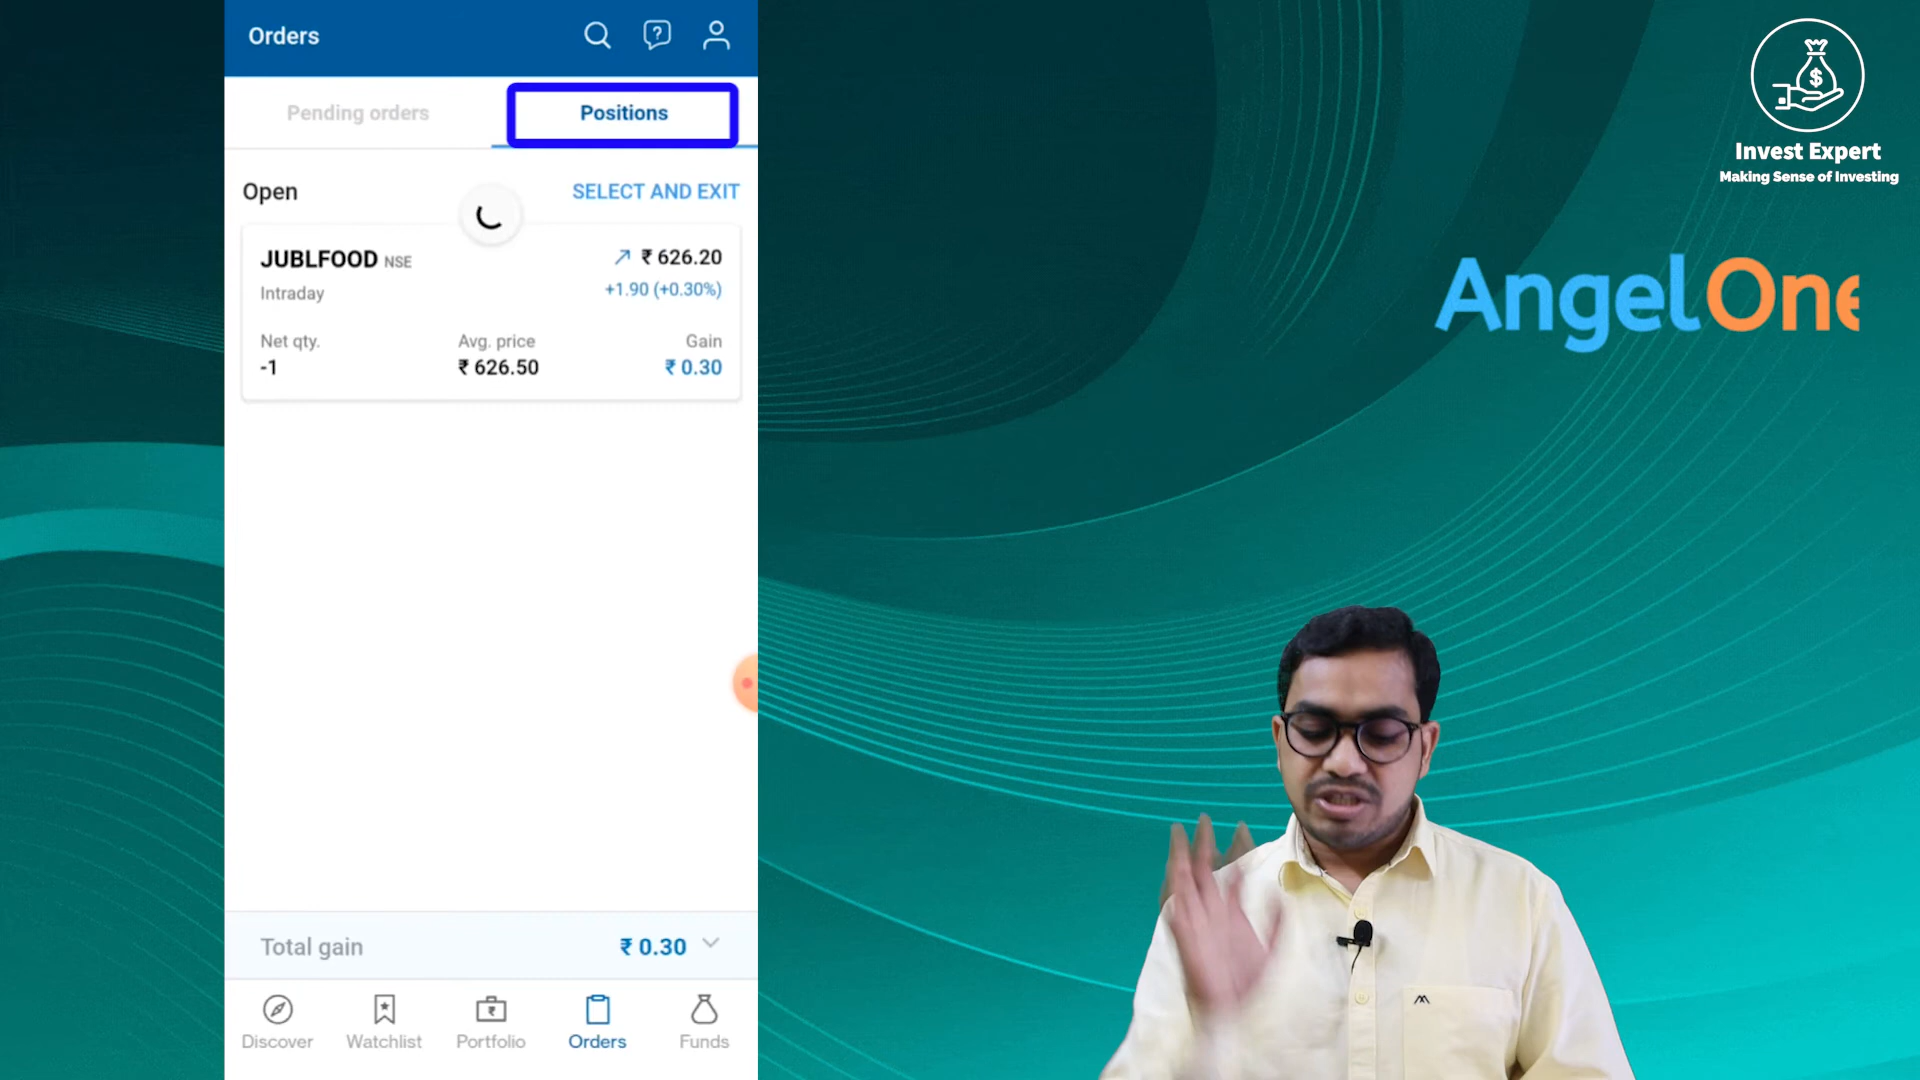 Orders
Pending orders
Positions
Open
SELECT AND EXIT
JUBLFOOD NSE
₹ 626.20
Intraday
+1.90 (+0.30%)
Net qty.
Avg. price
Gain
-1
₹ 626.50
₹ 0.30
Total gain
₹ 0.30
Discover
Watchlist
Portfolio
Orders
Funds
Invest Expert
Making Sense of Investing
AngelOne